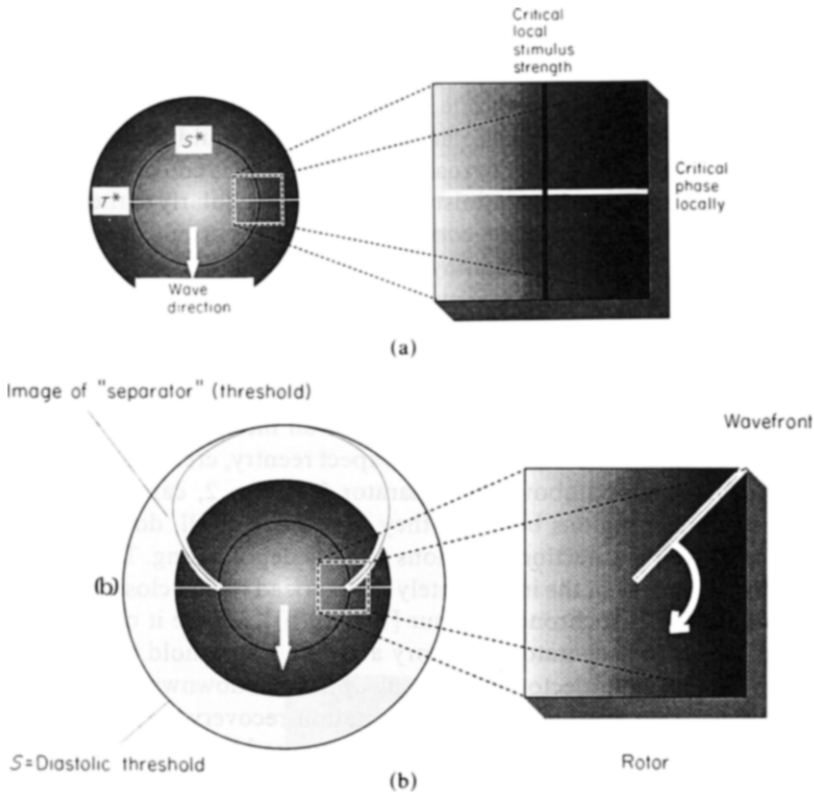 Critical
local
stimulus
strength
S*
T*
Critical
phase
locally
Wave
direction
(a)
Image of "separator" (threshold)
Wavefront
(b)
S=Diastolic threshold
Rotor
(b)